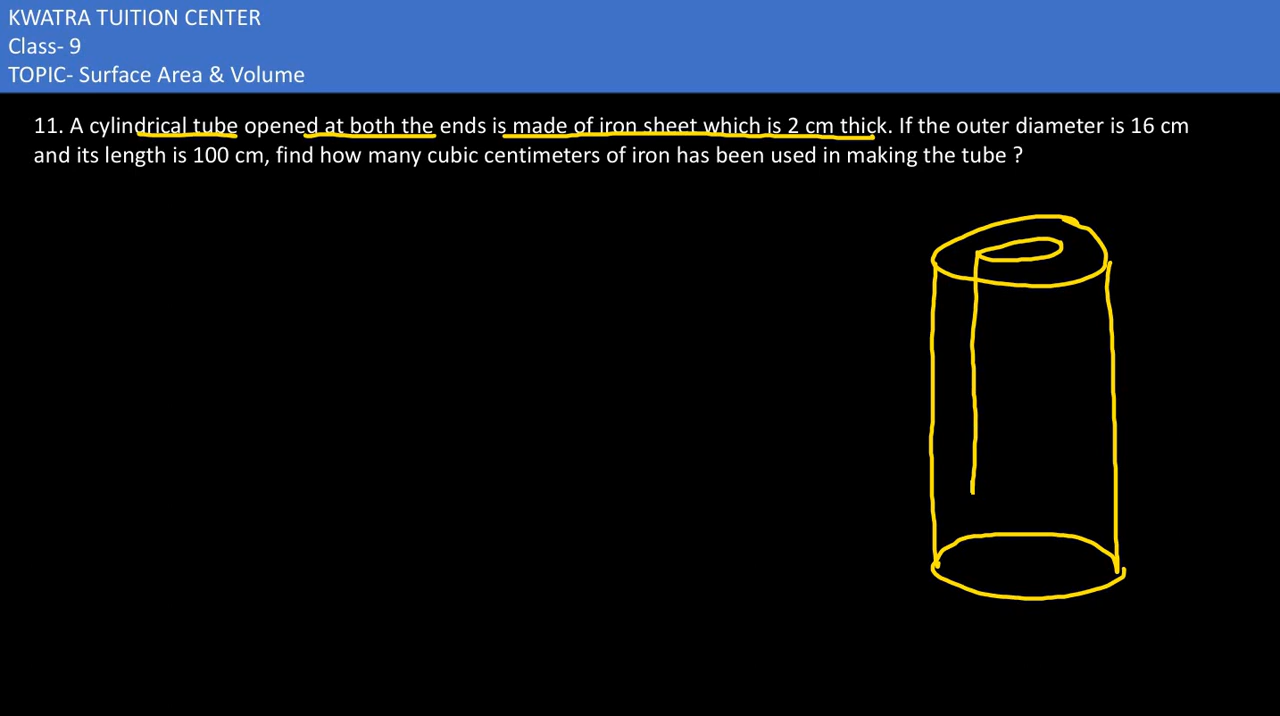 KWATRA TUITION CENTER
Class- 9
TOPIC- Surface Area & Volume
11. A cylindrical tube opened at both the ends is made of iron sheet which is 2 cm thick. If the outer diameter is 16 cm
and its length is 100 cm, find how many cubic centimeters of iron has been used in making the tube ?